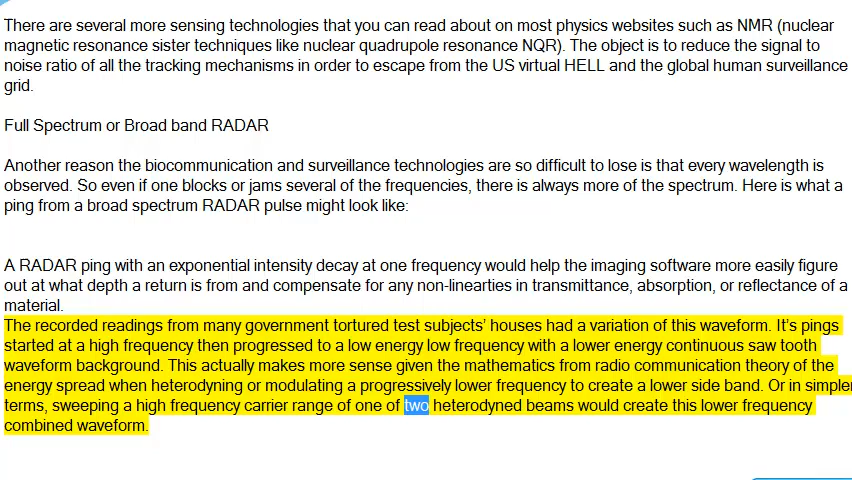 There are several more sensing technologies that you can read about on most physics websites such as NMR (nuclear
magnetic resonance sister techniques like nuclear quadrupole resonance NQR). The object is to reduce the signal to
noise ratio of all the tracking mechanisms in order to escape from the US virtual HELL and the global human surveillance
grid.
Full Spectrum or Broad band RADAR
Another reason the biocommunication and surveillance technologies are so difficult to lose is that every wavelength is
observed. So even if one blocks or jams several of the frequencies, there is always more of the spectrum. Here is what a
ping from a broad spectrum RADAR pulse might look like:
A RADAR ping with an exponential intensity decay at one frequency would help the imaging software more easily figure
out at what depth a return is from and compensate for any non-linearties in transmittance, absorption, or reflectance of a
material.
The recorded readings from many government tortured test subjects' houses had a variation of this waveform. It's pings
started at a high frequency then progressed to a low energy low frequency with a lower energy continuous saw tooth
waveform background. This actually makes more sense given the mathematics from radio communication theory of the
energy spread when heterodyning or modulating a progressively lower frequency to create a lower side band. Or in simpler
terms, sweeping a high frequency carrier range of one of two heterodyned beams would create this lower frequency
combined waveform.